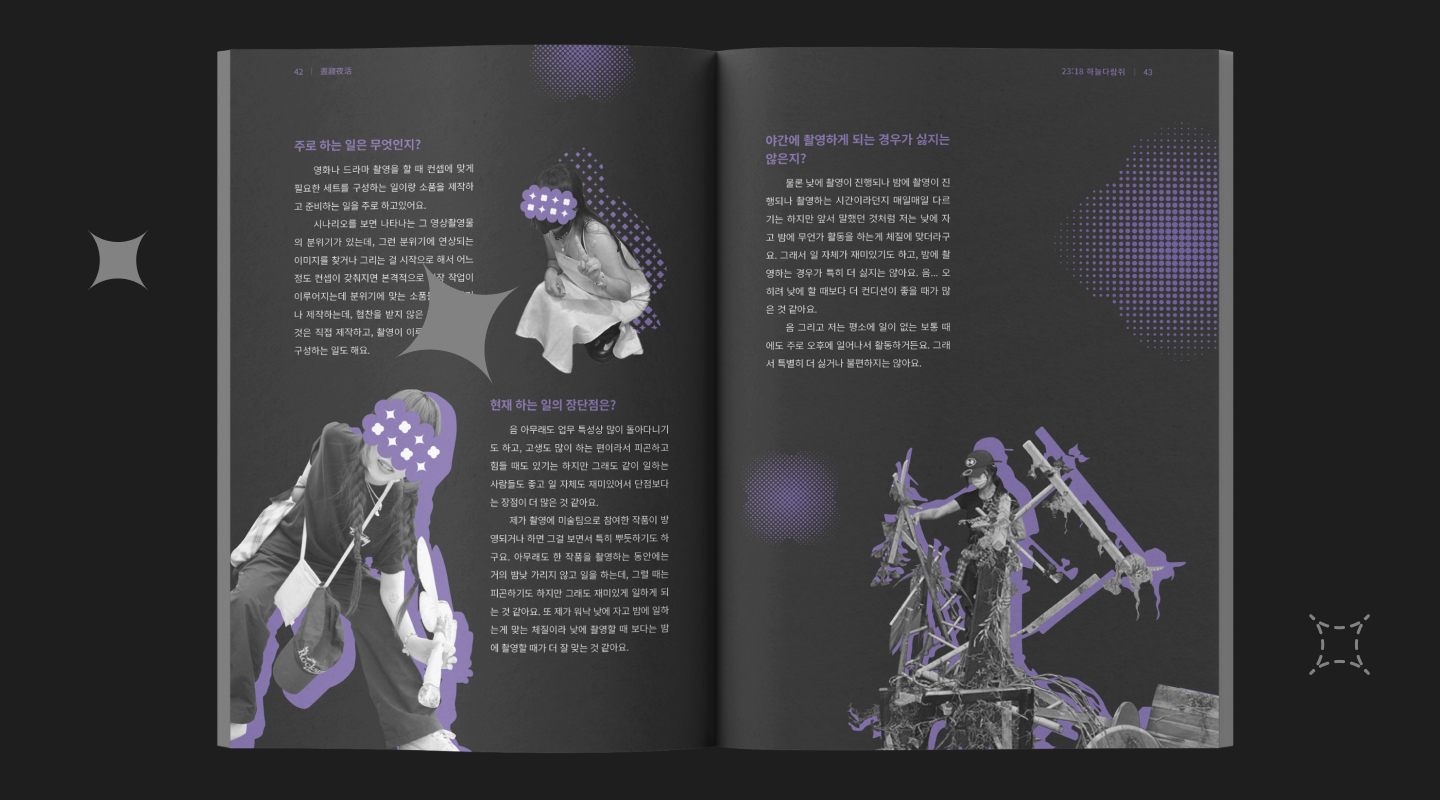 42 | 晝寢夜活
주로 하는 일은 무엇인지?
영화나 드라마 촬영을 할 때 컨셉에 맞게
필요한 세트를 구성하는 일이랑 소품을 제작하
고 준비하는 일을 주로 하고있어요.
시나리오를 보면 나타나는 그 영상촬영물
의 분위기가 있는데, 그런 분위기에 연상되는
이미지를 찾거나 그리는 걸 시작으로 해서 어느
정도 컨셉이 갖춰지면 본격적으로 작업이
이루어지는데 분위기에 맞는
나 제작하는데, 협찬을 받지 않은
것은 직접 제작하고, 촬영이
구성하는 일도 해요.
현재 하는 일의 장단점은?
음 아무래도 업무 특성상 많이 돌아다니기
도 하고, 고생도 많이 하는 편이라서 피곤하고
힘들 때도 있기는 하지만 그래도 같이 일하는
사람들도 좋고 일 자체도 재미있어서 단점보다
는 장점이 더 많은 것 같아요.
제가 촬영에 미술팀으로 참여한 작품이 방
영되거나 하면 그걸 보면서 특히 뿌듯하기도 하
구요. 아무래도 한 작품을 촬영하는 동안에는
거의 밤낮 가리지 않고 일을 하는데, 그럴 때는
피곤하기도 하지만 그래도 재미있게 일하게 되
는 것 같아요. 또 제가 워낙 낮에 자고 밤에 일하
는게 맞는 체질이라 낮에 촬영할 때 보다는 밤
에 촬영할 때가 더 잘 맞는 것 같아요.
23:18 하늘다람쥐 | 43
야간에 촬영하게 되는 경우가 싫지는
않은지?
물론 낮에 촬영이 진행되나 밤에 촬영이 진
행되나 촬영하는 시간이라던지 매일매일 다르
기는 하지만 앞서 말했던 것처럼 저는 낮에 자
고 밤에 무언가 활동을 하는게 체질에 맞더라구
요. 그래서 일 자체가 재미있기도 하고, 밤에 촬
영하는 경우가 특히 더 싫지는 않아요. 음... 오
히려 낮에 할 때보다 더 컨디션이 좋을 때가 많
은 것 같아요.
음 그리고 저는 평소에 일이 없는 보통 때
에도 주로 오후에 일어나서 활동하거든요. 그래
서 특별히 더 싫거나 불편하지는 않아요.